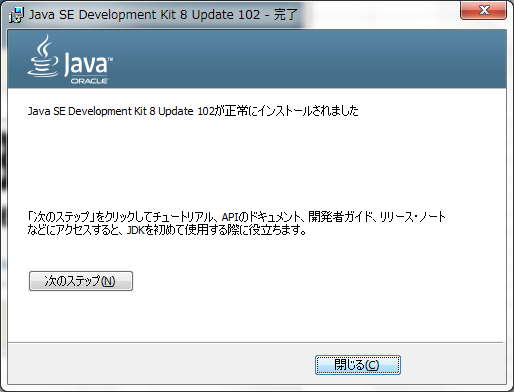 Java SE Development Kit 8 Update 102 - 完了
Java™
ORACLE
Java SE Development Kit 8 Update 102が正常にインストールされました
「次のステップ」をクリックしてチュートリアル、APIのドキュメント、開発者ガイド、リリース・ノート
などにアクセスすると、JDKを初めて使用する際に役立ちます。
次のステップ(N)
閉じる(C)